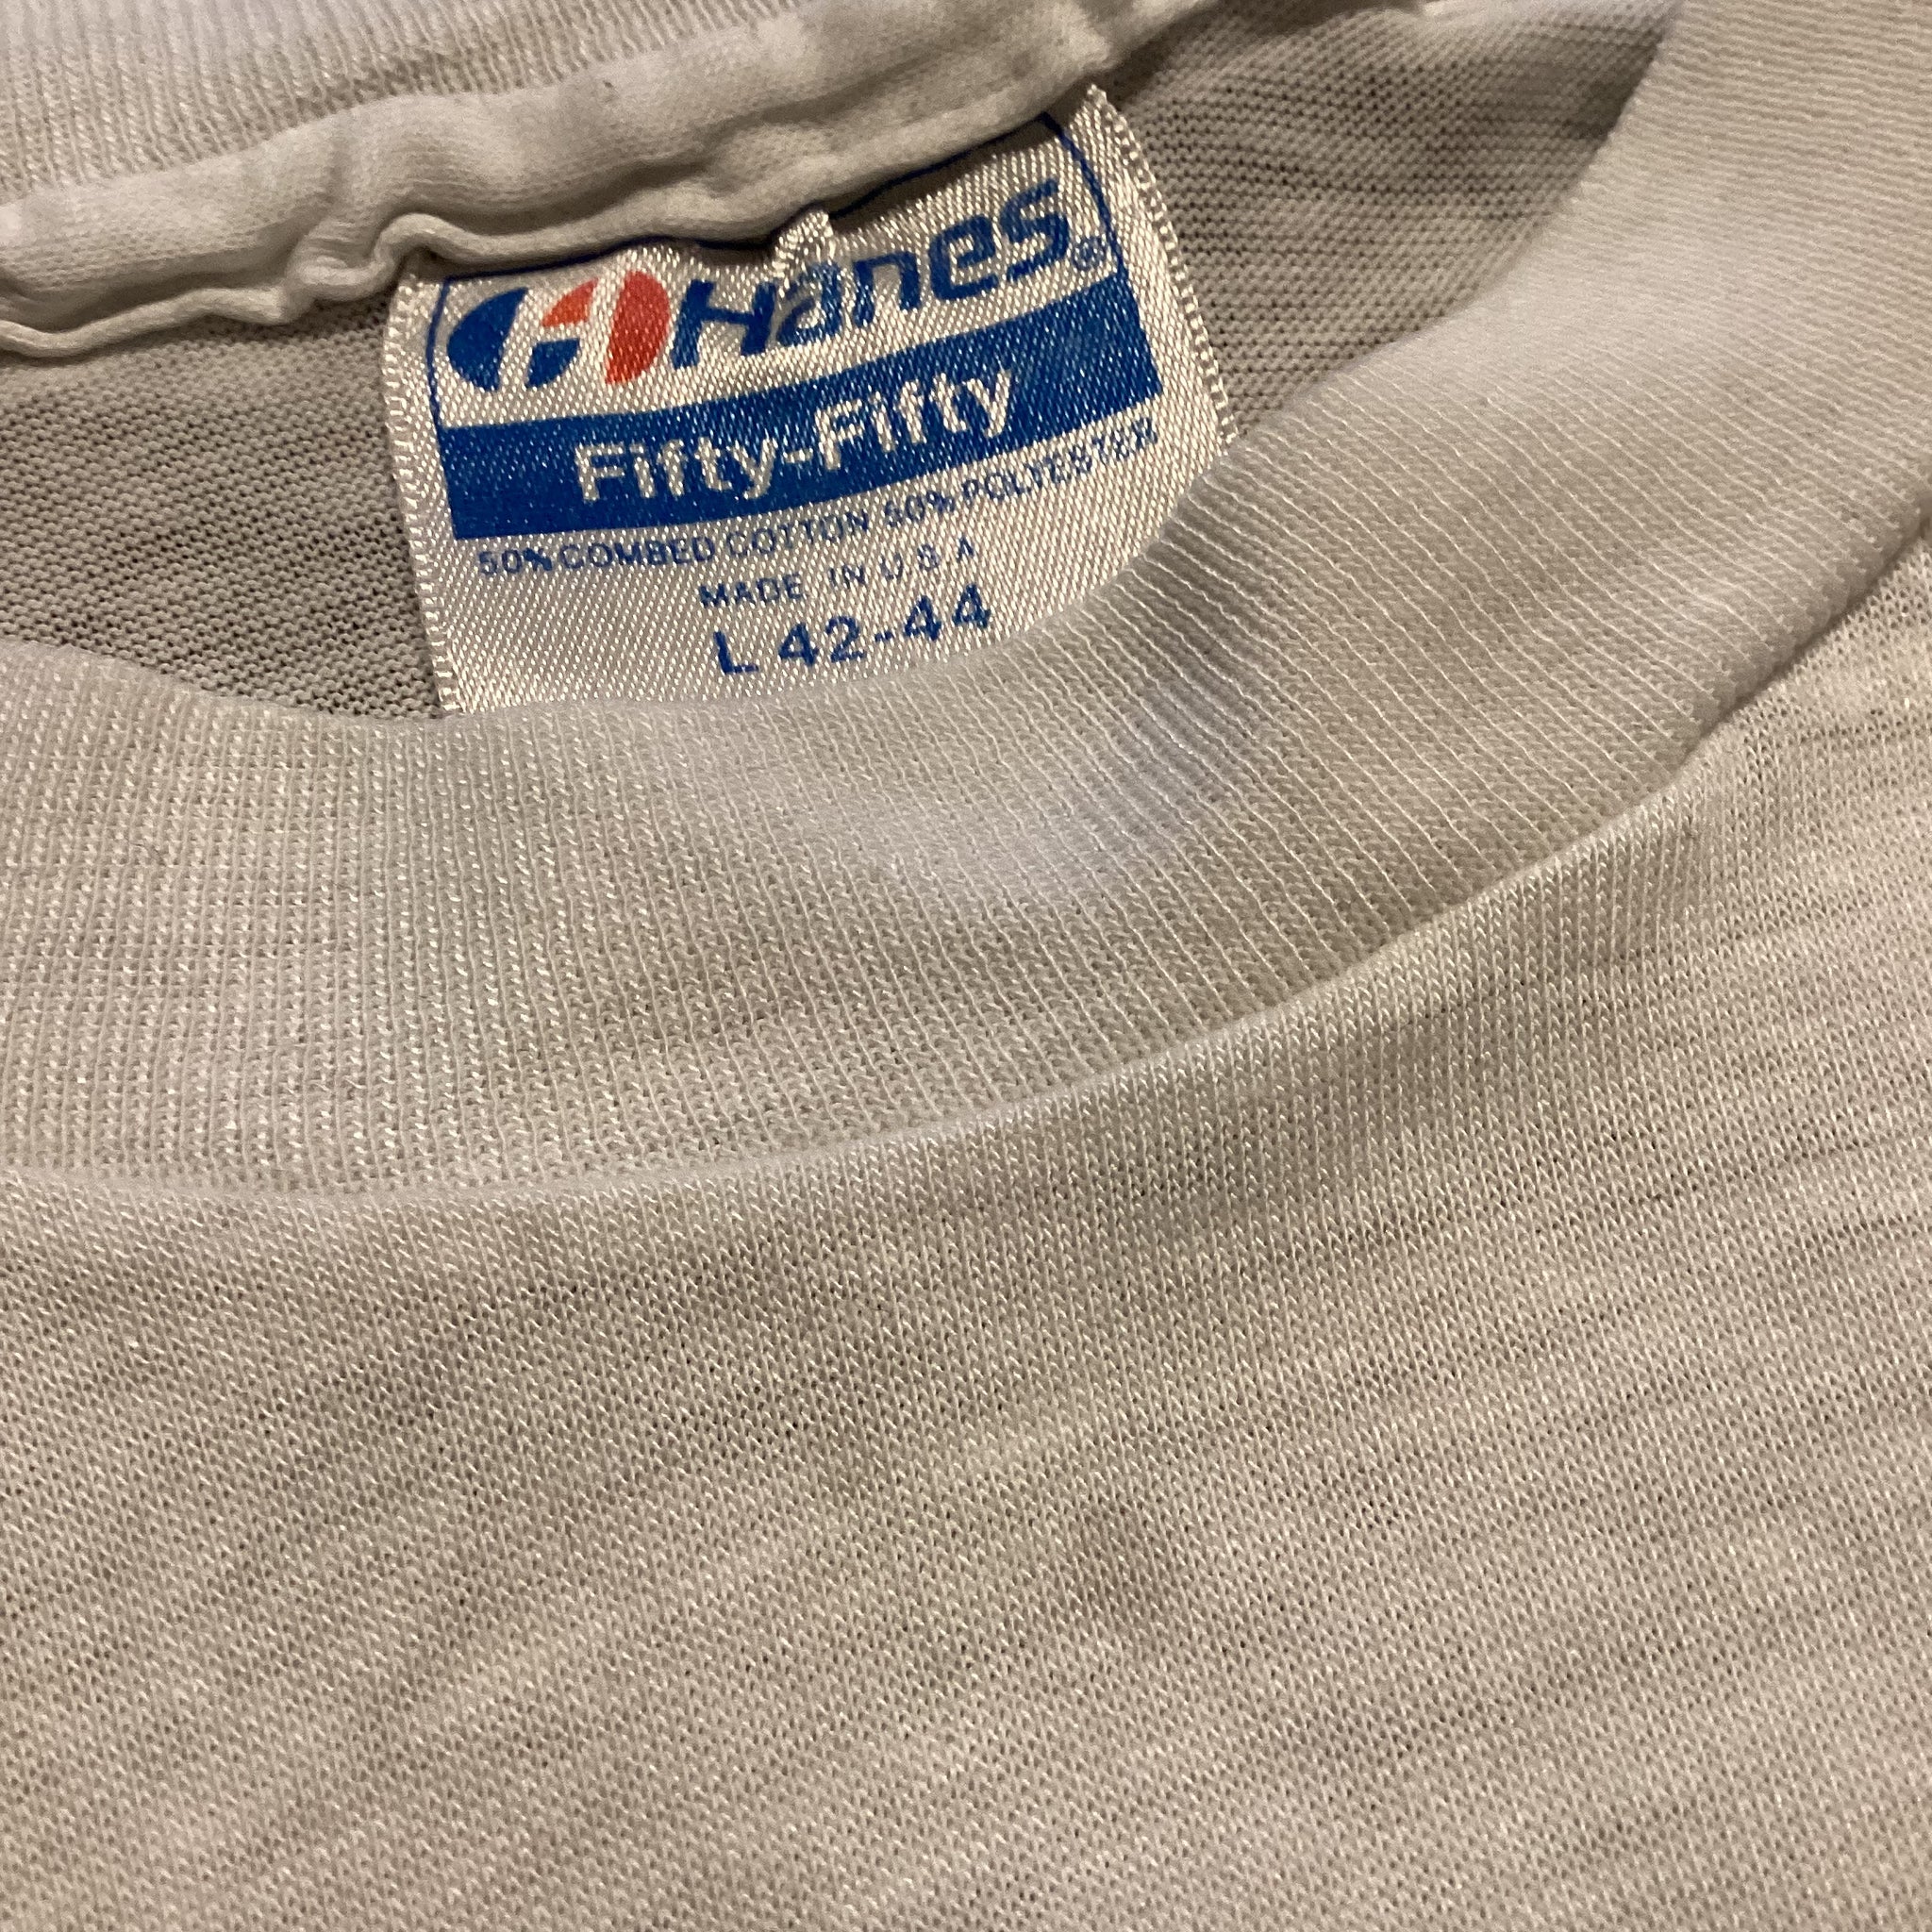 Hanes®
Fifty-Fifty
50% COMBED COTTON 50% POLYESTER
MADE IN U S A
L 42-44